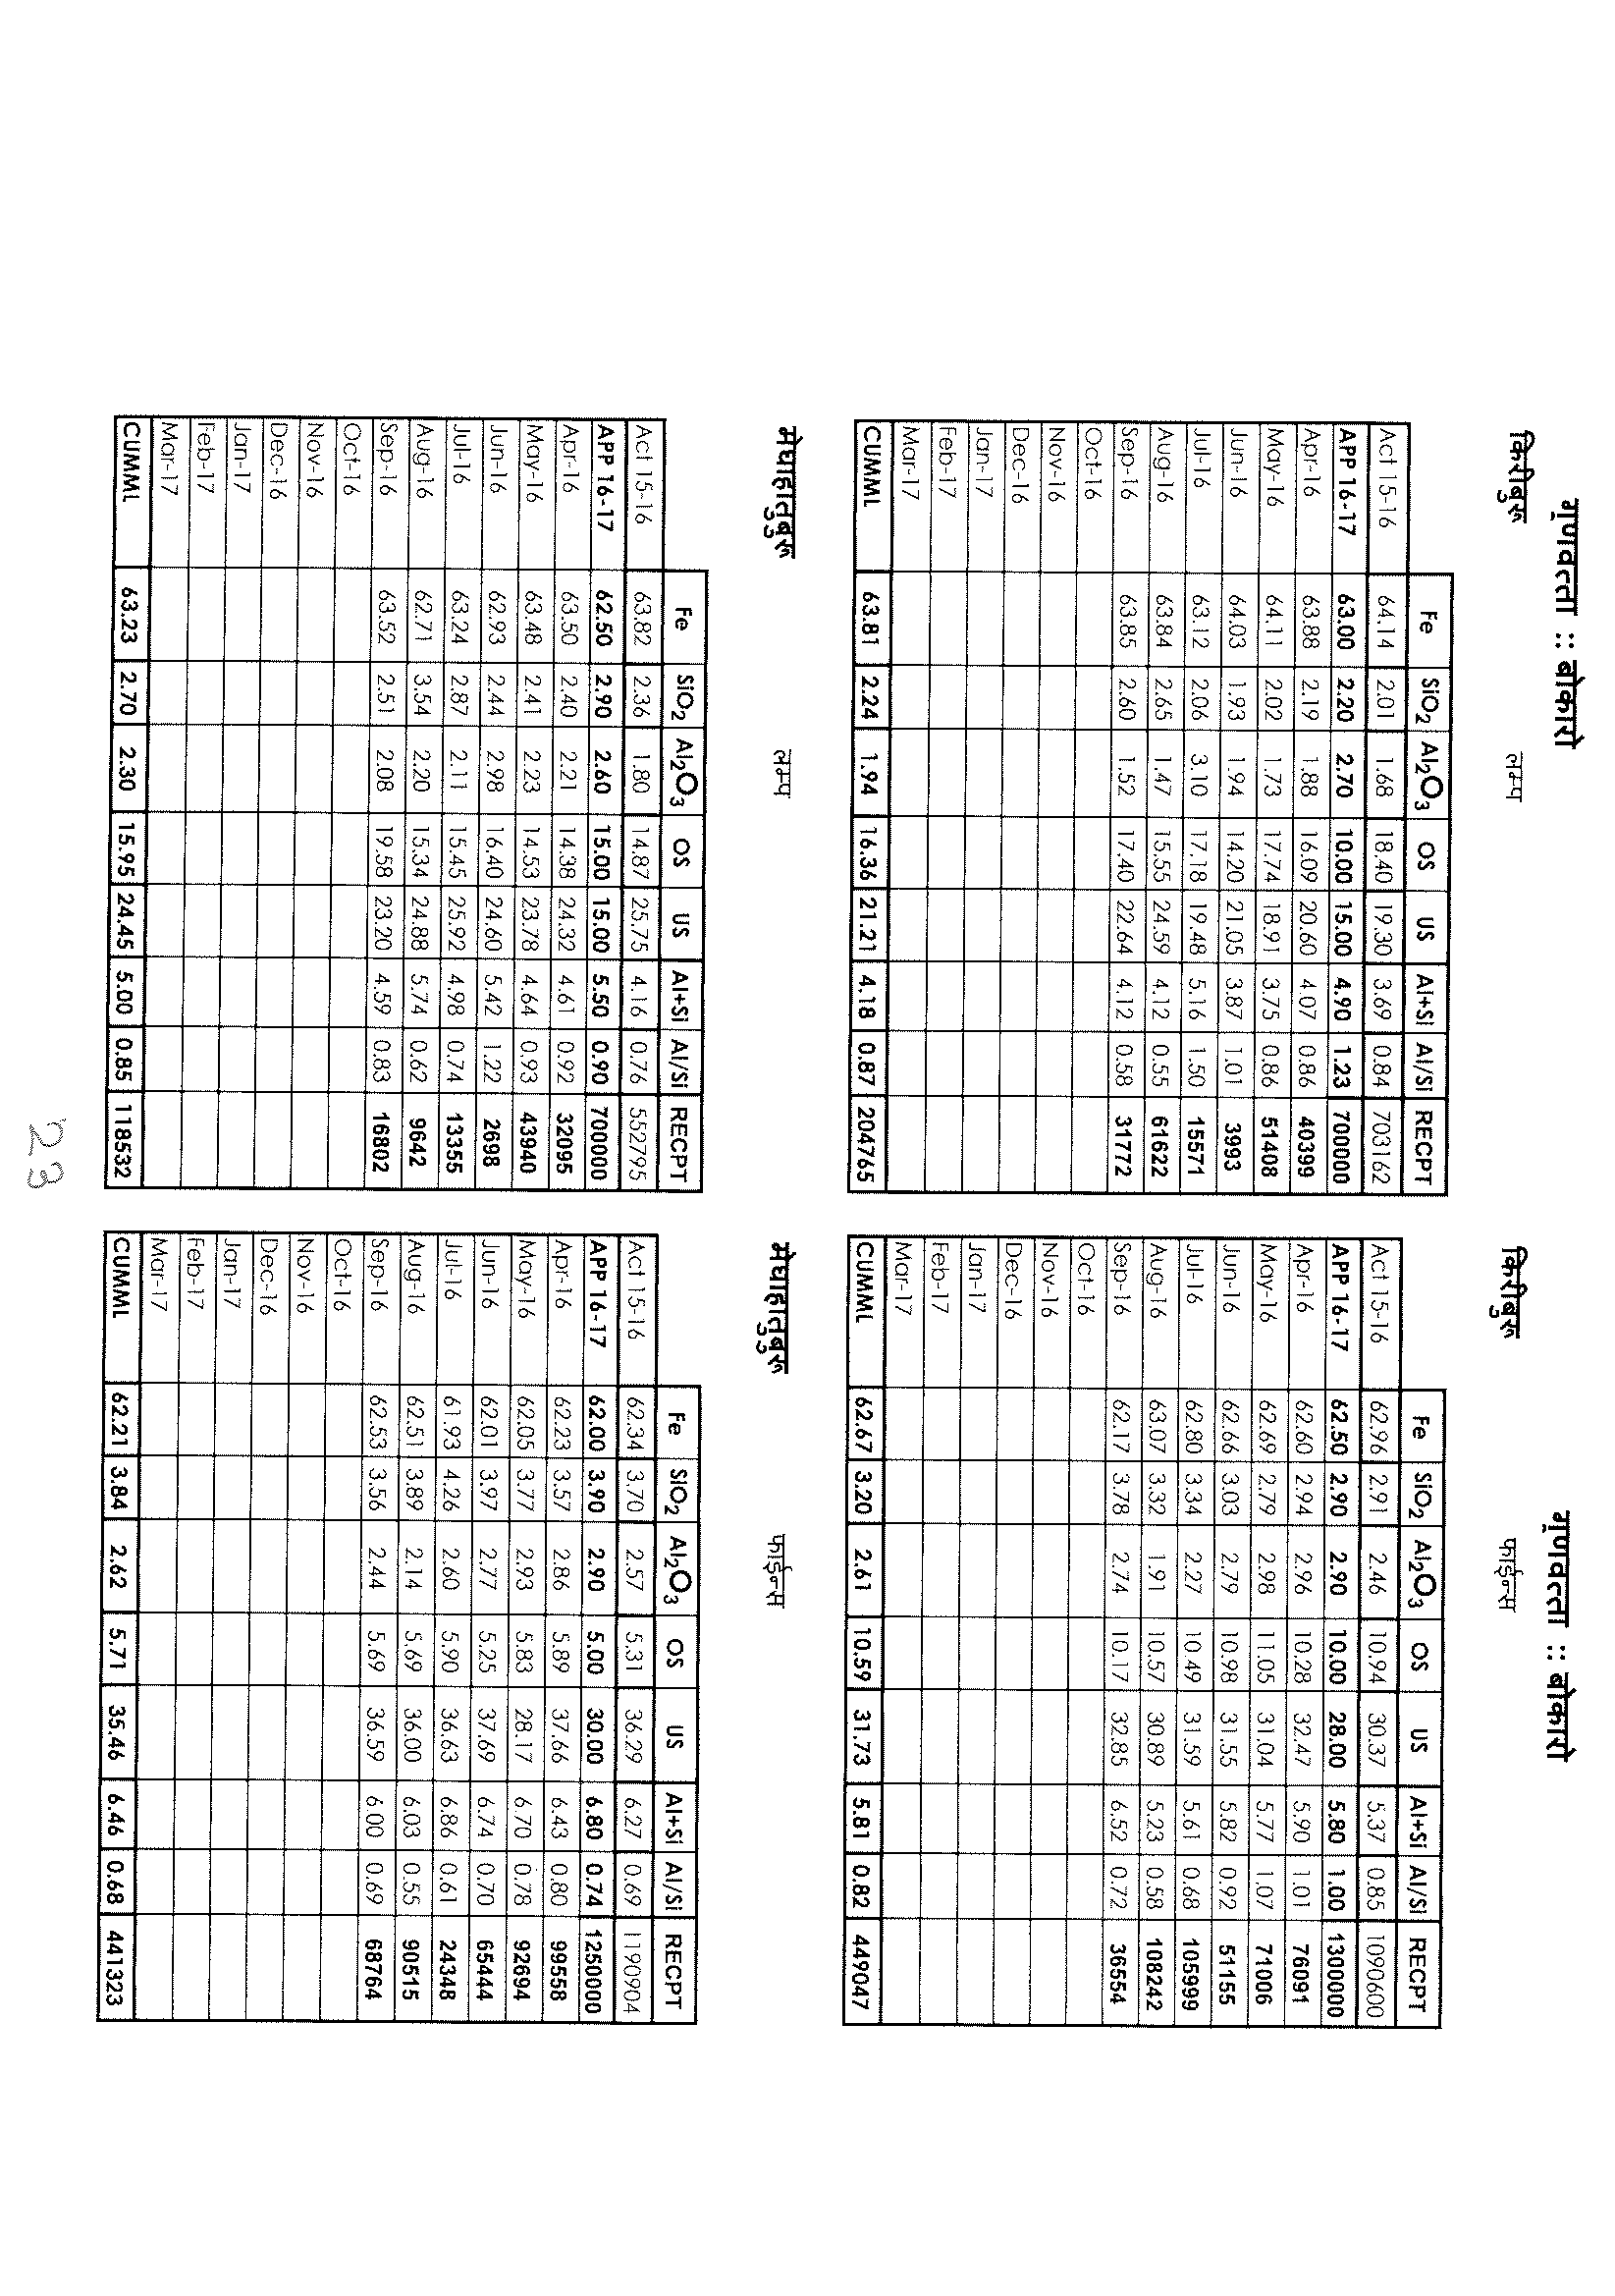 गुणवत्ता :: बोकारो
किरीबुरू लम्प
Fe SiO2 Al2O3 OS US Al+Si Al/Si RECPT
Act 15-16 64.14 2.01 1.68 18.40 19.30 3.69 0.84 703162
APP 16-17 63.00 2.20 2.70 10.00 15.00 4.90 1.23 700000
Apr-16 63.88 2.19 1.88 16.09 20.60 4.07 0.86 40399
May-16 64.11 2.02 1.73 17.74 18.91 3.75 0.86 51408
Jun-16 64.03 1.93 1.94 14.20 21.05 3.87 1.01 3993
Jul-16 63.12 2.06 3.10 17.18 19.48 5.16 1.50 15571
Aug-16 63.84 2.65 1.47 15.55 24.59 4.12 0.55 61622
Sep-16 63.85 2.60 1.52 17.40 22.64 4.12 0.58 31772
Oct-16
Nov-16
Dec-16
Jan-17
Feb-17
Mar-17
CUMML 63.81 2.24 1.94 16.36 21.21 4.18 0.87 204765
मेघाहातुबुरू लम्प
Fe SiO2 Al2O3 OS US Al+Si Al/Si RECPT
Act 15-16 63.82 2.36 1.80 14.87 25.75 4.16 0.76 552795
APP 16-17 62.50 2.90 2.60 15.00 15.00 5.50 0.90 700000
Apr-16 63.50 2.40 2.21 14.38 24.32 4.61 0.92 32095
May-16 63.48 2.41 2.23 14.53 23.78 4.64 0.93 43940
Jun-16 62.93 2.44 2.98 16.40 24.60 5.42 1.22 2698
Jul-16 63.24 2.87 2.11 15.45 25.92 4.98 0.74 13355
Aug-16 62.71 3.54 2.20 15.34 24.88 5.74 0.62 9642
Sep-16 63.52 2.51 2.08 19.58 23.20 4.59 0.83 16802
Oct-16
Nov-16
Dec-16
Jan-17
Feb-17
Mar-17
CUMML 63.23 2.70 2.30 15.95 24.45 5.00 0.85 118532
गुणवत्ता :: बोकारो
किरीबुरू फाईन्स
Fe SiO2 Al2O3 OS US Al+Si Al/Si RECPT
Act 15-16 62.96 2.91 2.46 10.94 30.37 5.37 0.85 1090600
APP 16-17 62.50 2.90 2.90 10.00 28.00 5.80 1.00 1300000
Apr-16 62.60 2.94 2.96 10.28 32.47 5.90 1.01 76091
May-16 62.69 2.79 2.98 11.05 31.04 5.77 1.07 71006
Jun-16 62.66 3.03 2.79 10.98 31.55 5.82 0.92 51155
Jul-16 62.80 3.34 2.27 10.49 31.59 5.61 0.68 105999
Aug-16 63.07 3.32 1.91 10.57 30.89 5.23 0.58 108242
Sep-16 62.17 3.78 2.74 10.17 32.85 6.52 0.72 36554
Oct-16
Nov-16
Dec-16
Jan-17
Feb-17
Mar-17
CUMML 62.67 3.20 2.61 10.59 31.73 5.81 0.82 449047
मेघाहातुबुरू फाईन्स
Fe SiO2 Al2O3 OS US Al+Si Al/Si RECPT
Act 15-16 62.34 3.70 2.57 5.31 36.29 6.27 0.69 1190904
APP 16-17 62.00 3.90 2.90 5.00 30.00 6.80 0.74 1250000
Apr-16 62.23 3.57 2.86 5.89 37.66 6.43 0.80 99558
May-16 62.05 3.77 2.93 5.83 28.17 6.70 0.78 92694
Jun-16 62.01 3.97 2.77 5.25 37.69 6.74 0.70 65444
Jul-16 61.93 4.26 2.60 5.90 36.63 6.86 0.61 24348
Aug-16 62.51 3.89 2.14 5.69 36.00 6.03 0.55 90515
Sep-16 62.53 3.56 2.44 5.69 36.59 6.00 0.69 68764
Oct-16
Nov-16
Dec-16
Jan-17
Feb-17
Mar-17
CUMML 62.21 3.84 2.62 5.71 35.46 6.46 0.68 441323
23